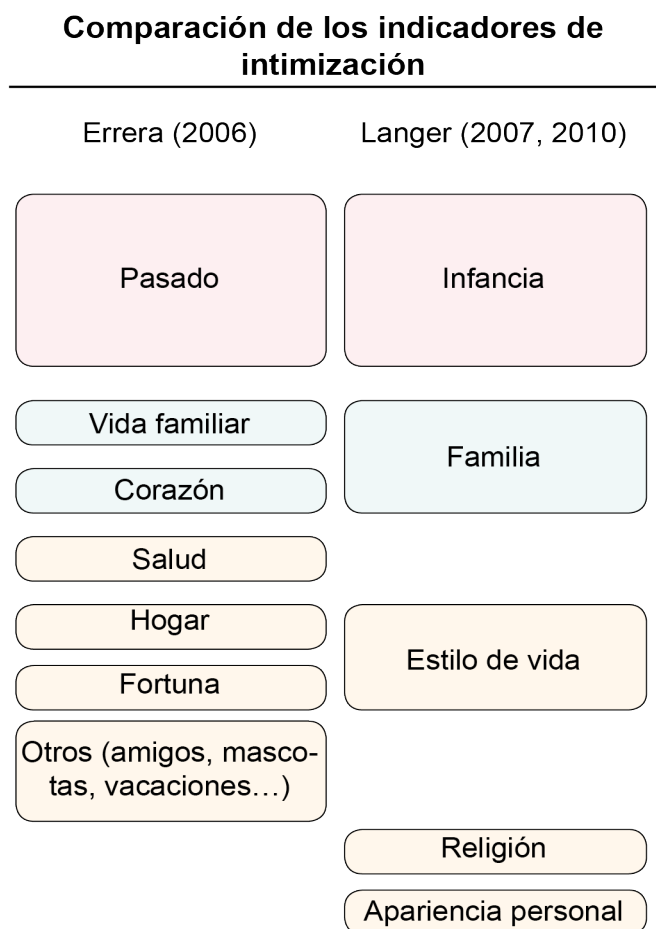 Comparación de los indicadores de
intimización
Errera (2006)
Langer (2007, 2010)
Pasado
Infancia
Vida familiar
Familia
Corazón
Salud
Hogar
Estilo de vida
Fortuna
Otros (amigos, masco-
tas, vacaciones…)
Religión
Apariencia personal